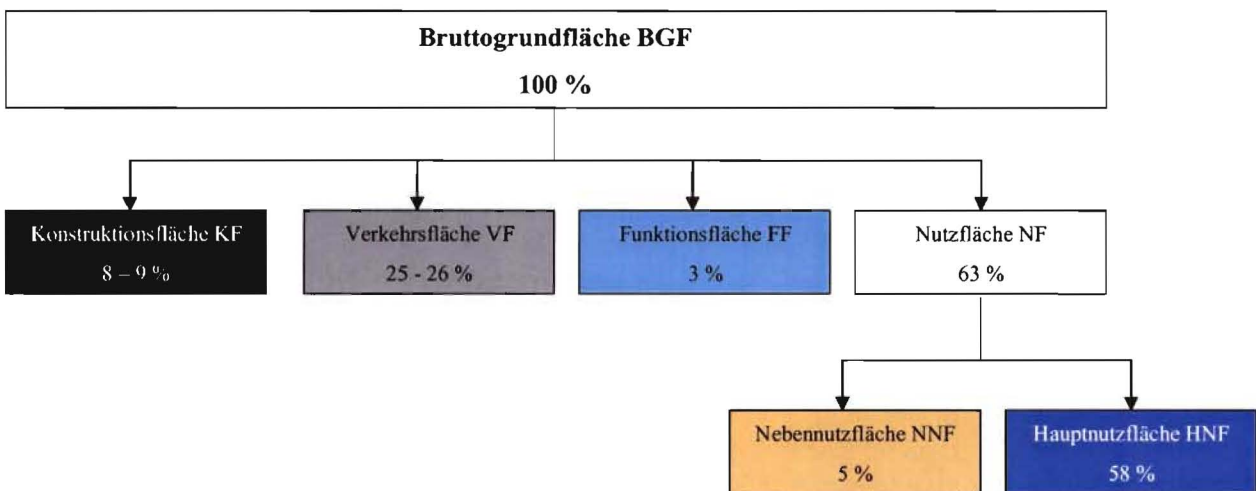 Bruttogrundfläche BGF
100 %
Konstruktionsfläche KF
8 – 9 %
Verkehrsfläche VF
25 - 26 %
Funktionsfläche FF
3 %
Nutzfläche NF
63 %
Nebennutzfläche NNF
5 %
Hauptnutzfläche HNF
58 %